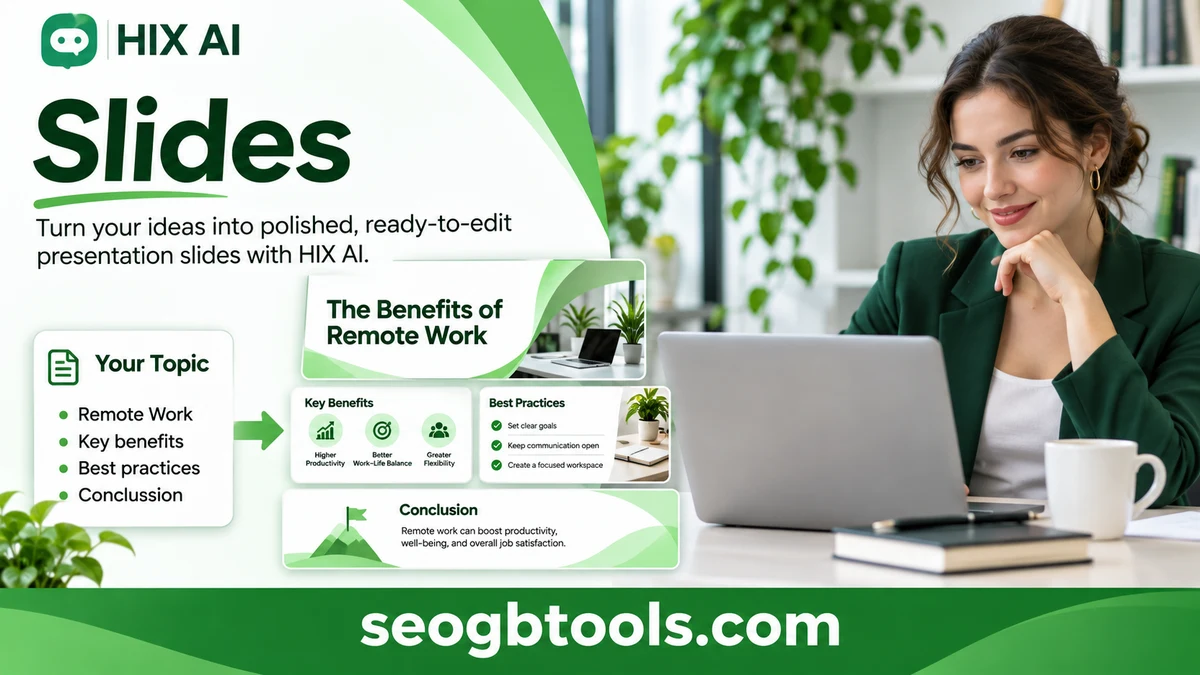 HIX AI
Slides
Turn your ideas into polished, ready-to-edit
presentation slides with HIX AI.
Your Topic
Remote Work
Key benefits
Best practices
Conclussion
The Benefits of
Remote Work
Key Benefits
Higher
Productivity
Better
Work-Life Balance
Greater
Flexibility
Best Practices
Set clear goals
Keep communication open
Create a focused workspace
Conclusion
Remote work can boost productivity,
well-being, and overall job satisfaction.
seogbtools.com